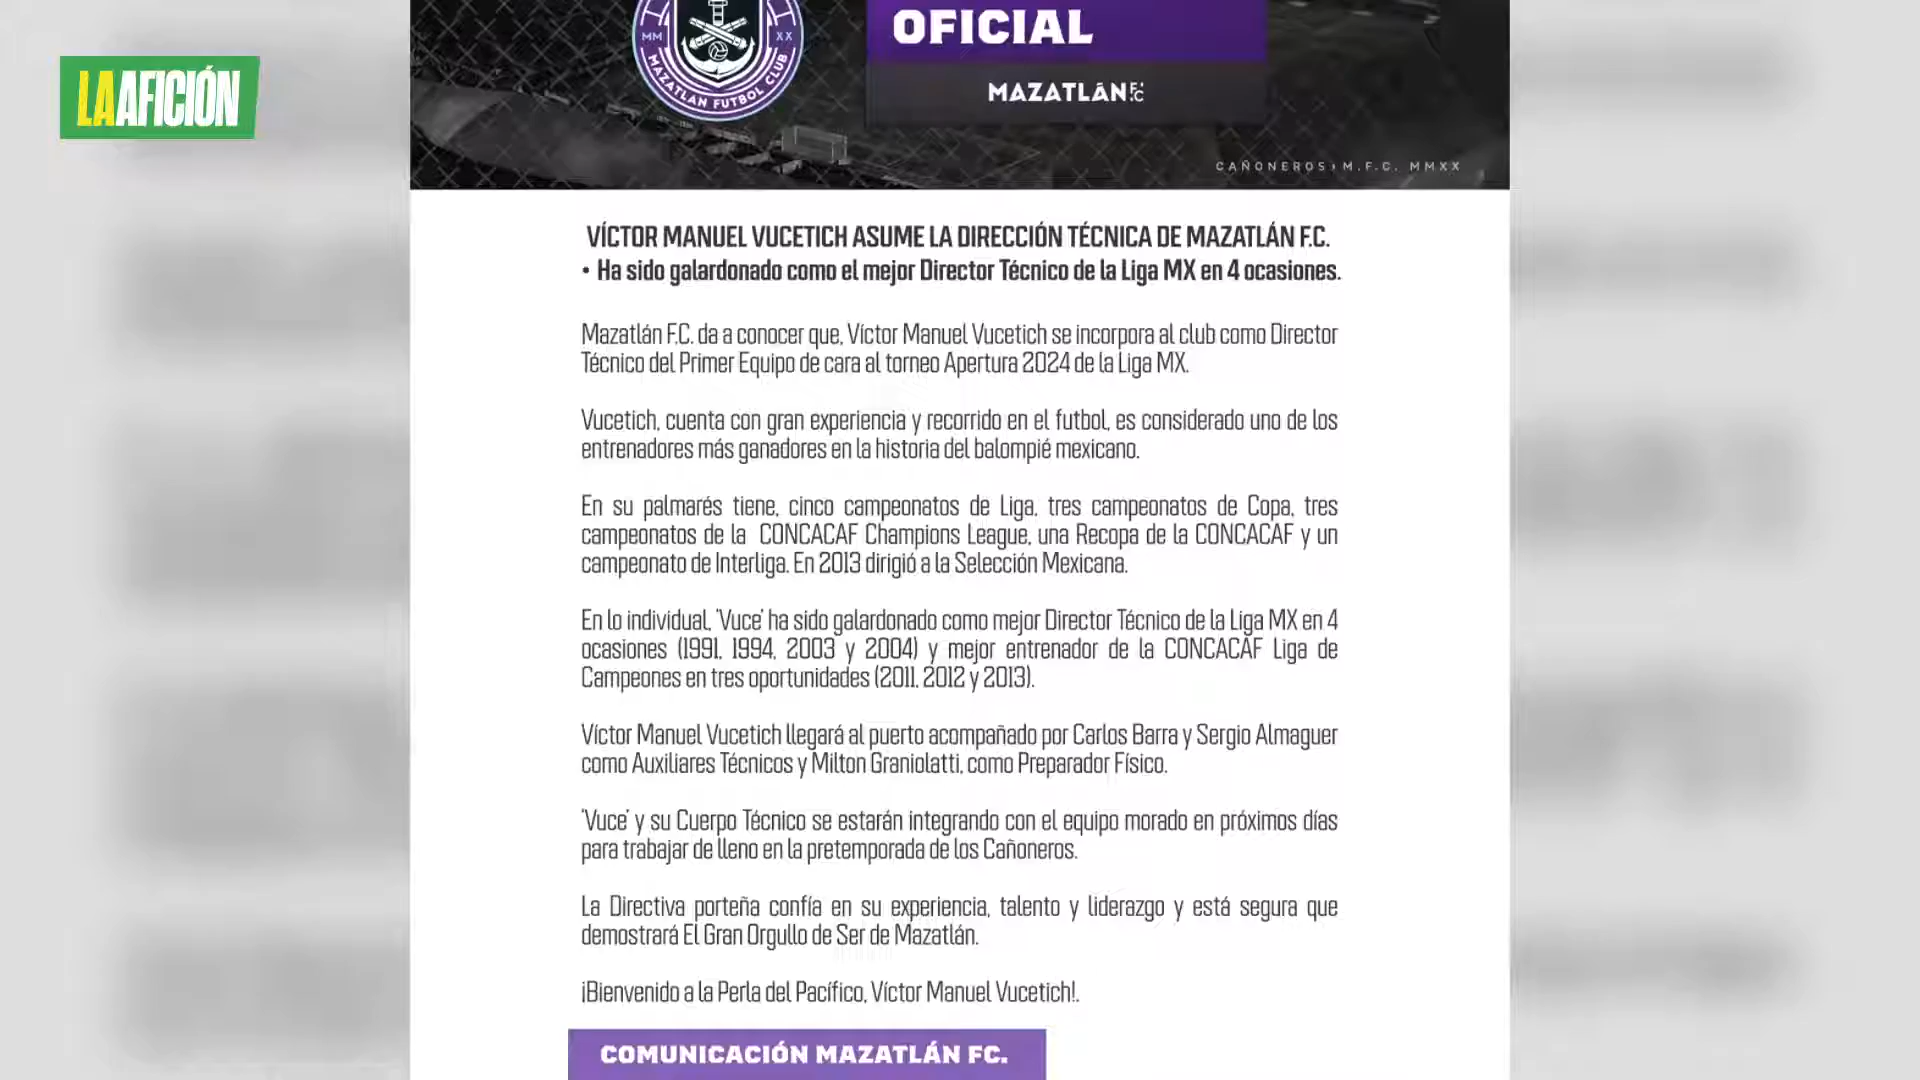 LA AFICIÓN
MM XX
MAZATLAN FUTBOL CLUB
OFICIAL
MAZATLÁN F.C
CAÑONEROS M.F.C. MMXX
VÍCTOR MANUEL VUCETICH ASUME LA DIRECCIÓN TÉCNICA DE MAZATLÁN F.C.
• Ha sido galardonado como el mejor Director Técnico de la Liga MX en 4 ocasiones.
Mazatlán F.C. da a conocer que, Víctor Manuel Vucetich se incorpora al club como Director
Técnico del Primer Equipo de cara al torneo Apertura 2024 de la Liga MX.
Vucetich, cuenta con gran experiencia y recorrido en el futbol, es considerado uno de los
entrenadores más ganadores en la historia del balompié mexicano.
En su palmarés tiene, cinco campeonatos de Liga, tres campeonatos de Copa, tres
campeonatos de la CONCACAF Champions League, una Recopa de la CONCACAF y un
campeonato de Interliga. En 2013 dirigió a la Selección Mexicana.
En lo individual, 'Vuce' ha sido galardonado como mejor Director Técnico de la Liga MX en 4
ocasiones (1991, 1994, 2003 y 2004) y mejor entrenador de la CONCACAF Liga de
Campeones en tres oportunidades (2011, 2012 y 2013).
Víctor Manuel Vucetich llegará al puerto acompañado por Carlos Barra y Sergio Almaguer
como Auxiliares Técnicos y Milton Graniolatti, como Preparador Físico.
'Vuce' y su Cuerpo Técnico se estarán integrando con el equipo morado en próximos días
para trabajar de lleno en la pretemporada de los Cañoneros.
La Directiva porteña confía en su experiencia, talento y liderazgo y está segura que
demostrará El Gran Orgullo de Ser de Mazatlán.
¡Bienvenido a la Perla del Pacífico, Víctor Manuel Vucetich!.
COMUNICACIÓN MAZATLÁN FC.